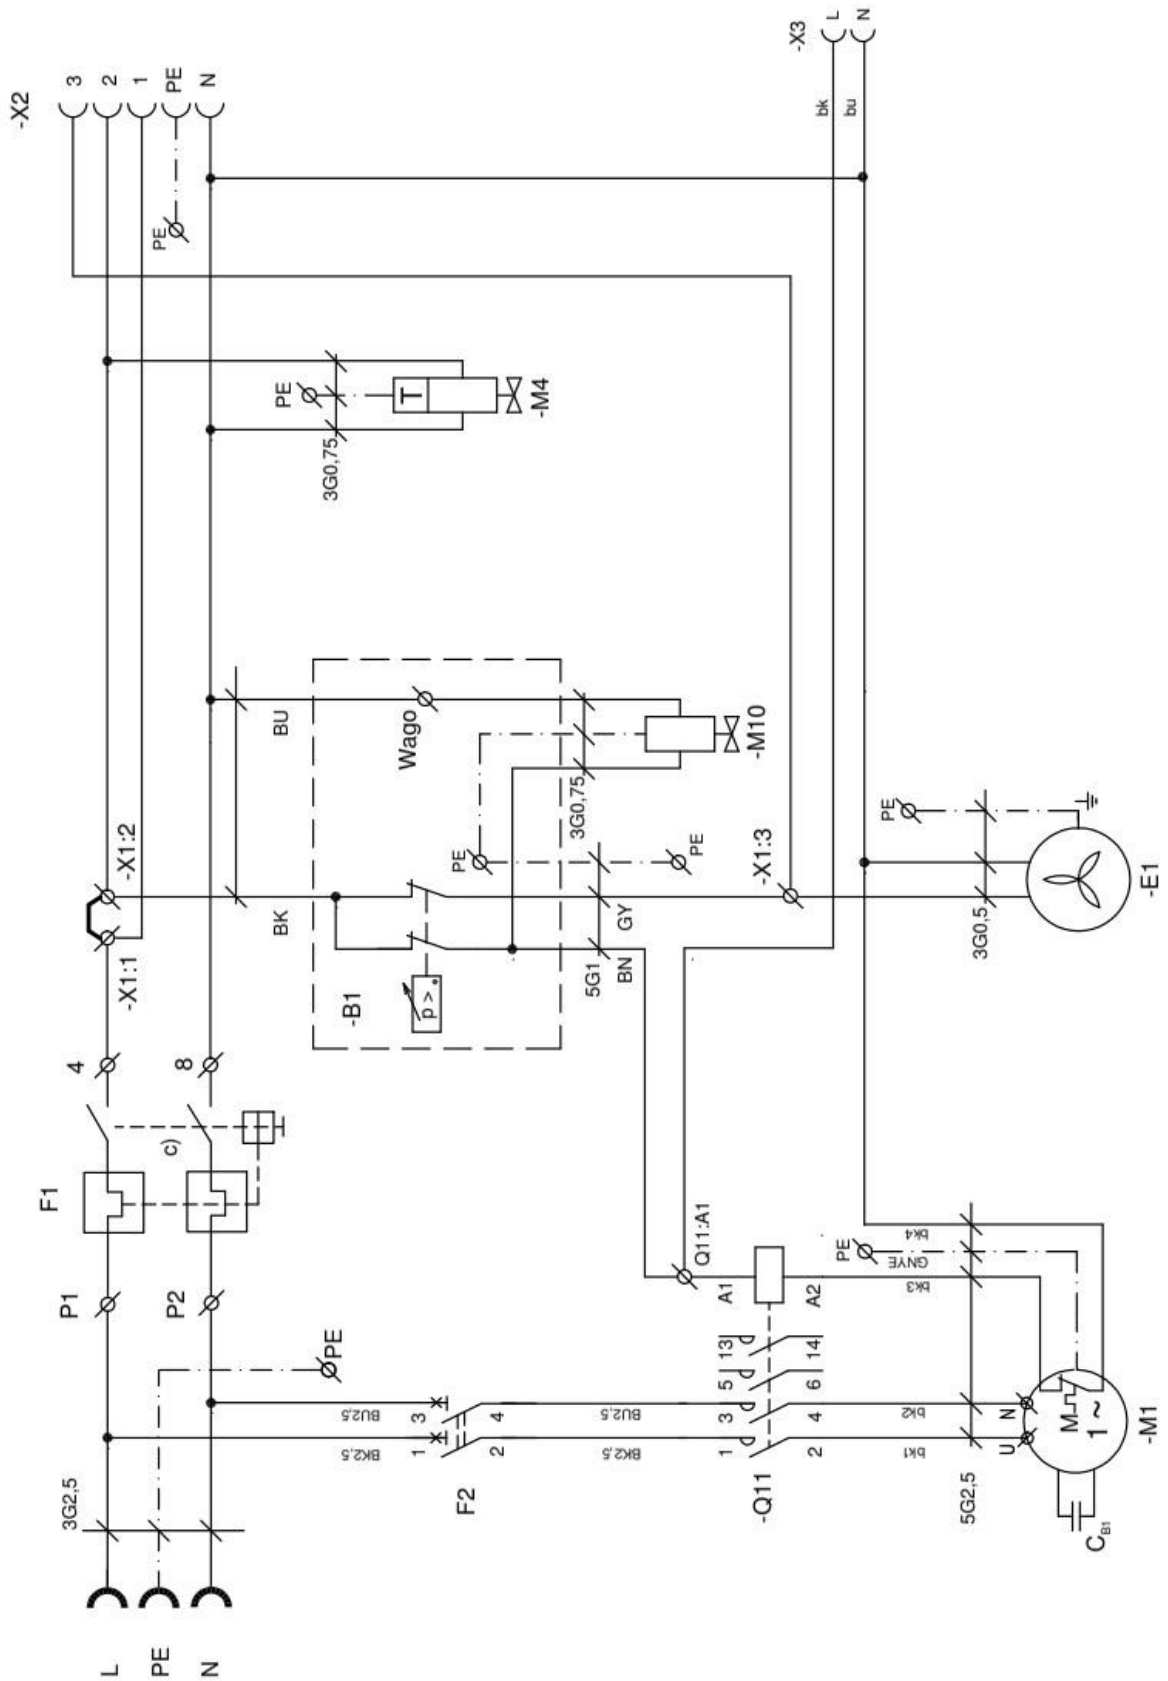 L
PE
N
3G2,5
P1
P2
PE
F1
c)
4
8
-X1:1
-X1:2
BK
BU
-B1
p >
Wago
PE
3G0,75
-M10
5G1
BN
GY
PE
-X1:3
3G0,75
PE
T
-M4
-X2
3
2
1
PE
N
PE
-X3
L
N
bk
bu
BK2,5
BU2,5
F2
1
3
2
4
BK2,5
BU2,5
-Q11
1
3
5
13
A1
2
4
6
14
A2
Q11:A1
5G2,5
bk1
bk2
bk3
GNYE
bk4
PE
U
N
M
1 ~
-M1
CB1
3G0,5
PE
-E1